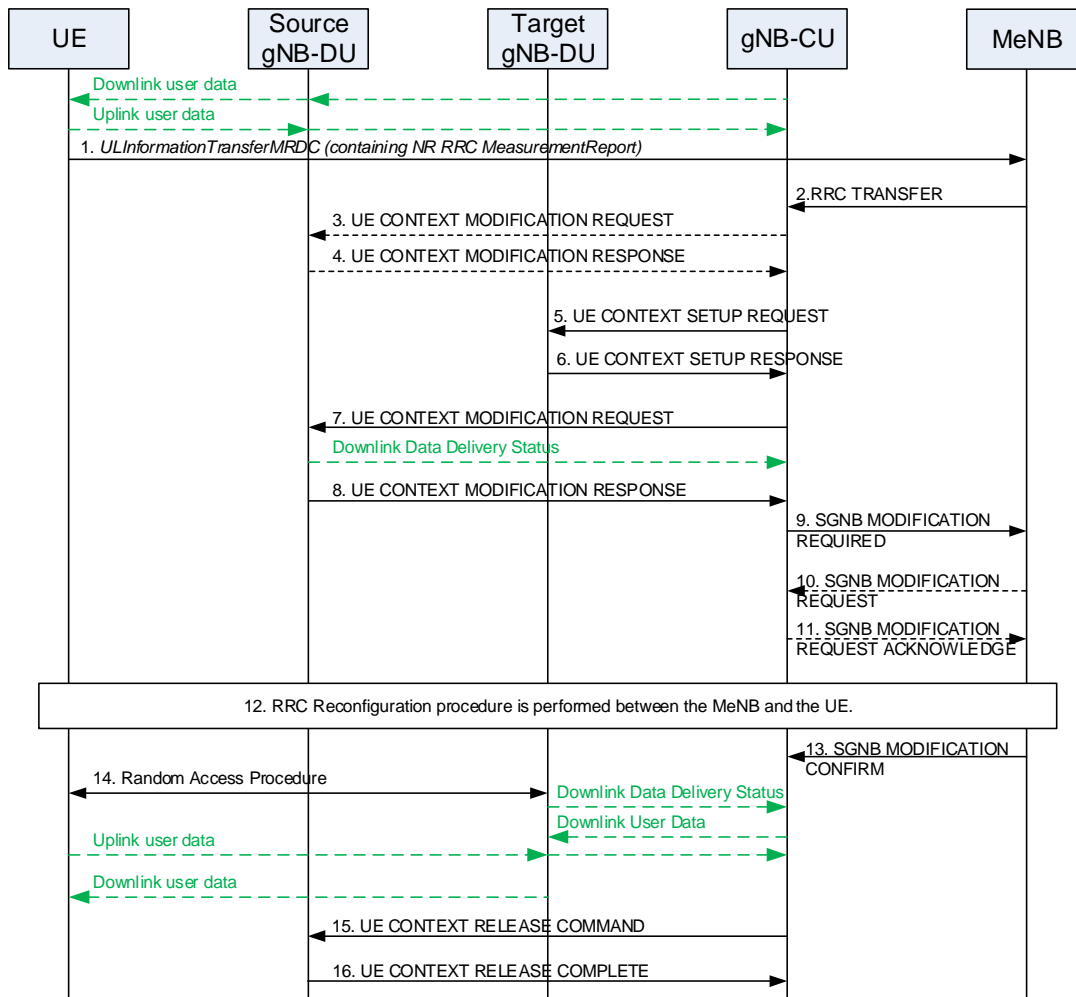 UE
Source
gNB-DU
Target
gNB-DU
gNB-CU
MeNB
Downlink user data
Uplink user data
1. ULInformationTransferMRDC (containing NR RRC MeasurementReport)
2.RRC TRANSFER
3. UE CONTEXT MODIFICATION REQUEST
4. UE CONTEXT MODIFICATION RESPONSE
5. UE CONTEXT SETUP REQUEST
6. UE CONTEXT SETUP RESPONSE
7. UE CONTEXT MODIFICATION REQUEST
Downlink Data Delivery Status
8. UE CONTEXT MODIFICATION RESPONSE
9. SGNB MODIFICATION
REQUIRED
10. SGNB MODIFICATION
REQUEST
11. SGNB MODIFICATION
REQUEST ACKNOWLEDGE
12. RRC Reconfiguration procedure is performed between the MeNB and the UE.
13. SGNB MODIFICATION
CONFIRM
14. Random Access Procedure
Downlink Data Delivery Status
Downlink User Data
Uplink user data
Downlink user data
15. UE CONTEXT RELEASE COMMAND
16. UE CONTEXT RELEASE COMPLETE